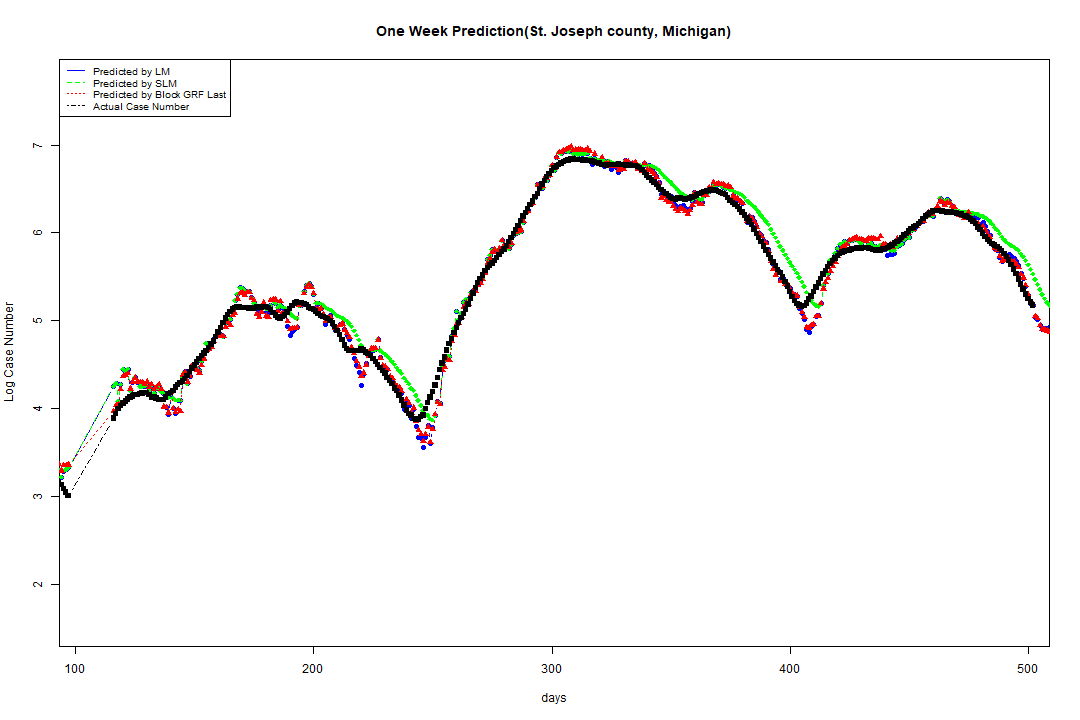 One Week Prediction(St. Joseph county, Michigan)
Predicted by LM
Predicted by SLM
Predicted by Block GRF Last
Actual Case Number
7
6
5
4
3
2
Log Case Number
100 200 300 400 500
days